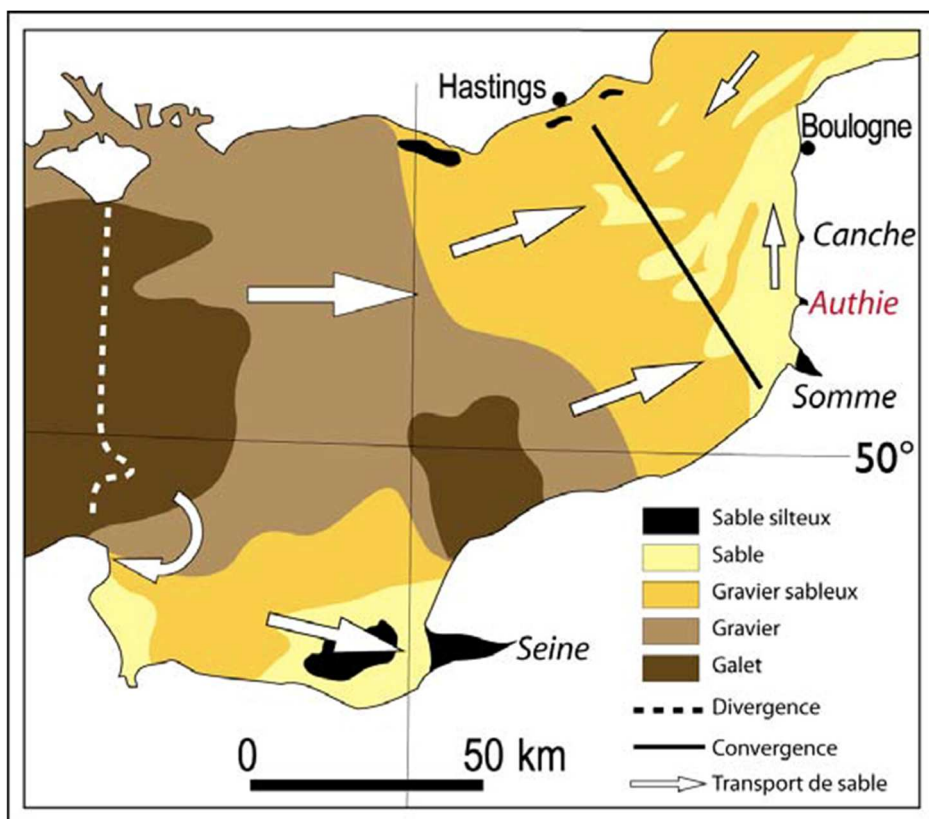 Hastings
Boulogne
Canche
Authie
Somme
50°
Sable silteux
Sable
Gravier sableux
Gravier
Galet
Divergence
Convergence
Transport de sable
Seine
0 50 km